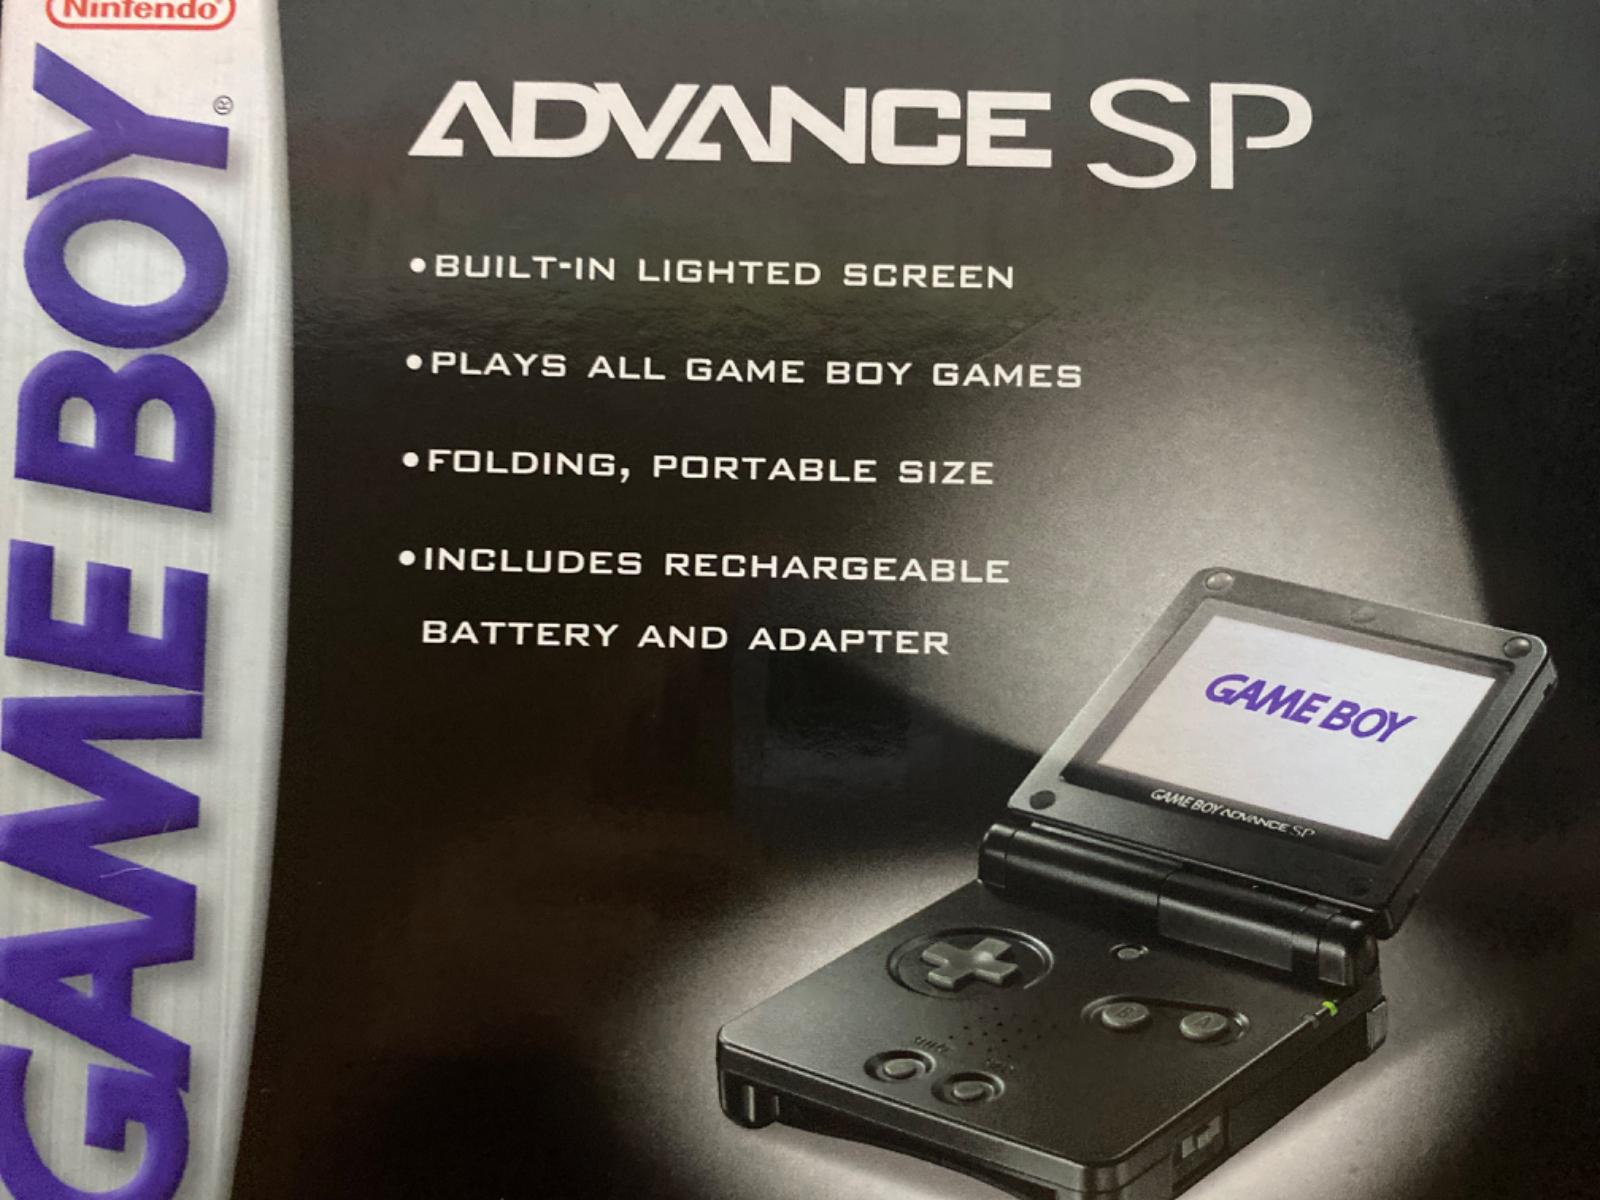 Nintendo®
GAME BOY®
ADVANCE SP
•BUILT-IN LIGHTED SCREEN
•PLAYS ALL GAME BOY GAMES
•FOLDING, PORTABLE SIZE
•INCLUDES RECHARGEABLE
BATTERY AND ADAPTER
GAME BOY
GAME BOY ADVANCE SP
B A